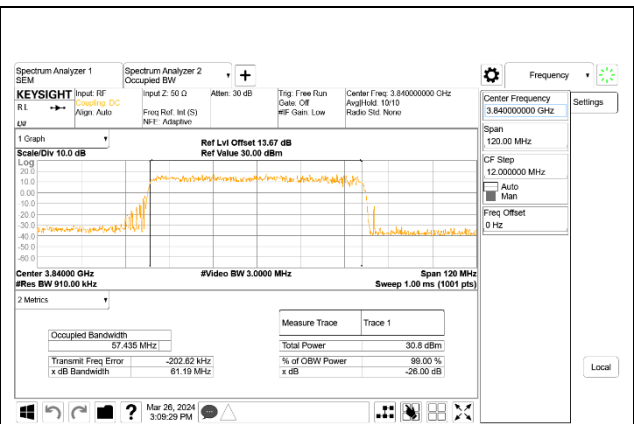 Spectrum Analyzer 1
SEM
Spectrum Analyzer 2
Occupied BW
Frequency
KEYSIGHT
RL
Input: RF
Coupling: DC
Align: Auto
Input Z: 50 Ω
Freq Ref: Int (S)
NFE: Adaptive
Atten: 30 dB
Trig: Free Run
Gate: Off
#IF Gain: Low
Center Freq: 3.840000000 GHz
Avg|Hold: 10/10
Radio Std: None
Center Frequency
3.840000000 GHz
Settings
Span
120.00 MHz
CF Step
12.000000 MHz
Auto
Man
Freq Offset
0 Hz
Local
1 Graph
Scale/Div 10.0 dB
Ref Lvl Offset 13.67 dB
Ref Value 30.00 dBm
Log
20.0
10.0
0.00
-10.0
-20.0
-30.0
-40.0
-50.0
-60.0
Center 3.84000 GHz
#Res BW 910.00 kHz
#Video BW 3.0000 MHz
Span 120 MHz
Sweep 1.00 ms (1001 pts)
2 Metrics
Measure Trace
Trace 1
Occupied Bandwidth
57.435 MHz
Total Power
30.8 dBm
Transmit Freq Error
-202.62 kHz
% of OBW Power
99.00 %
x dB Bandwidth
61.19 MHz
x dB
-26.00 dB
Mar 26, 2024
3:09:29 PM